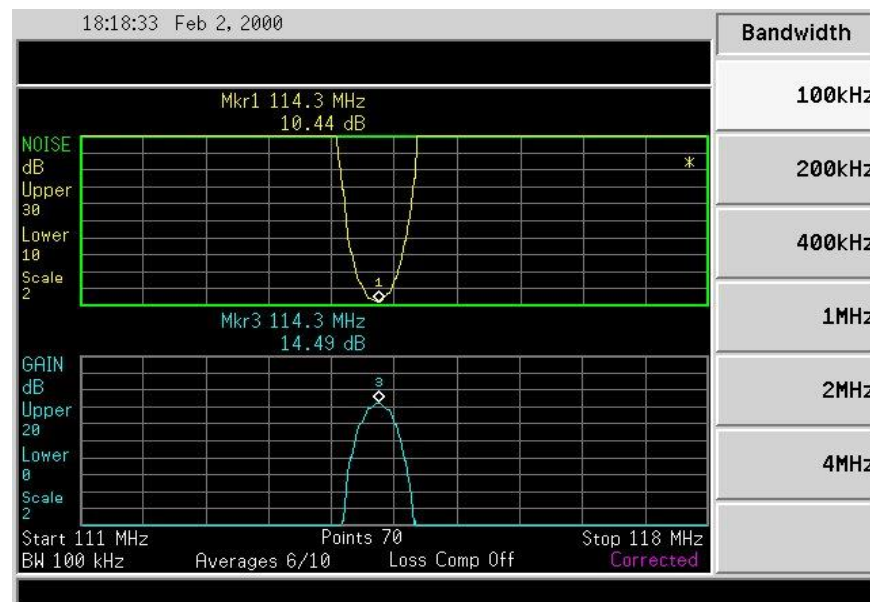 18:18:33 Feb 2, 2000
Bandwidth
Mkr1 114.3 MHz
10.44 dB
NOISE
dB
Upper
30
Lower
10
Scale
2
1
*
Mkr3 114.3 MHz
14.49 dB
GAIN
dB
Upper
20
Lower
0
Scale
2
3
Start 111 MHz Points 70 Stop 118 MHz
BW 100 kHz Averages 6/10 Loss Comp Off Corrected
100kHz
200kHz
400kHz
1MHz
2MHz
4MHz